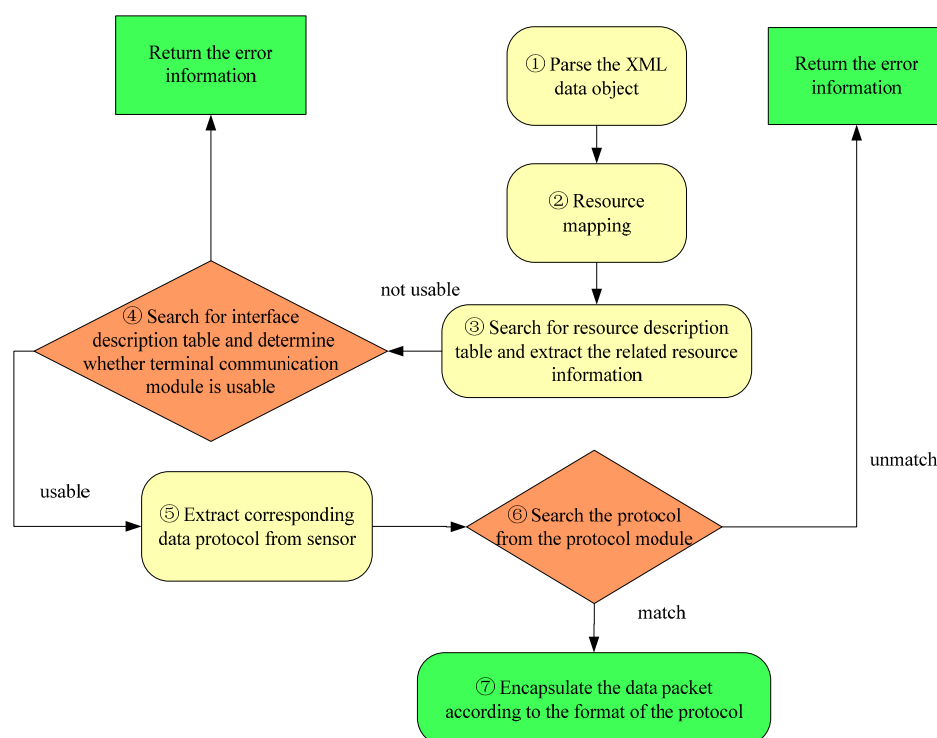 Return the error
information
① Parse the XML
data object
Return the error
information
② Resource
mapping
not usable
③ Search for resource description
table and extract the related resource
information
④ Search for interface
description table and determine
whether terminal communication
module is usable
unmatch
usable
⑤ Extract corresponding
data protocol from sensor
⑥ Search the protocol
from the protocol module
match
⑦ Encapsulate the data packet
according to the format of the protocol